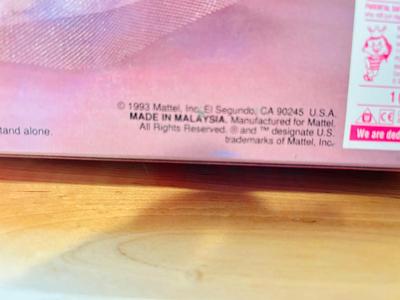 © 1993 Mattel, Inc. El Segundo, CA 90245 U.S.A.
MADE IN MALAYSIA. Manufactured for Mattel.
All Rights Reserved. ® and ™ designate U.S.
trademarks of Mattel, Inc.
tand alone.
We are ded